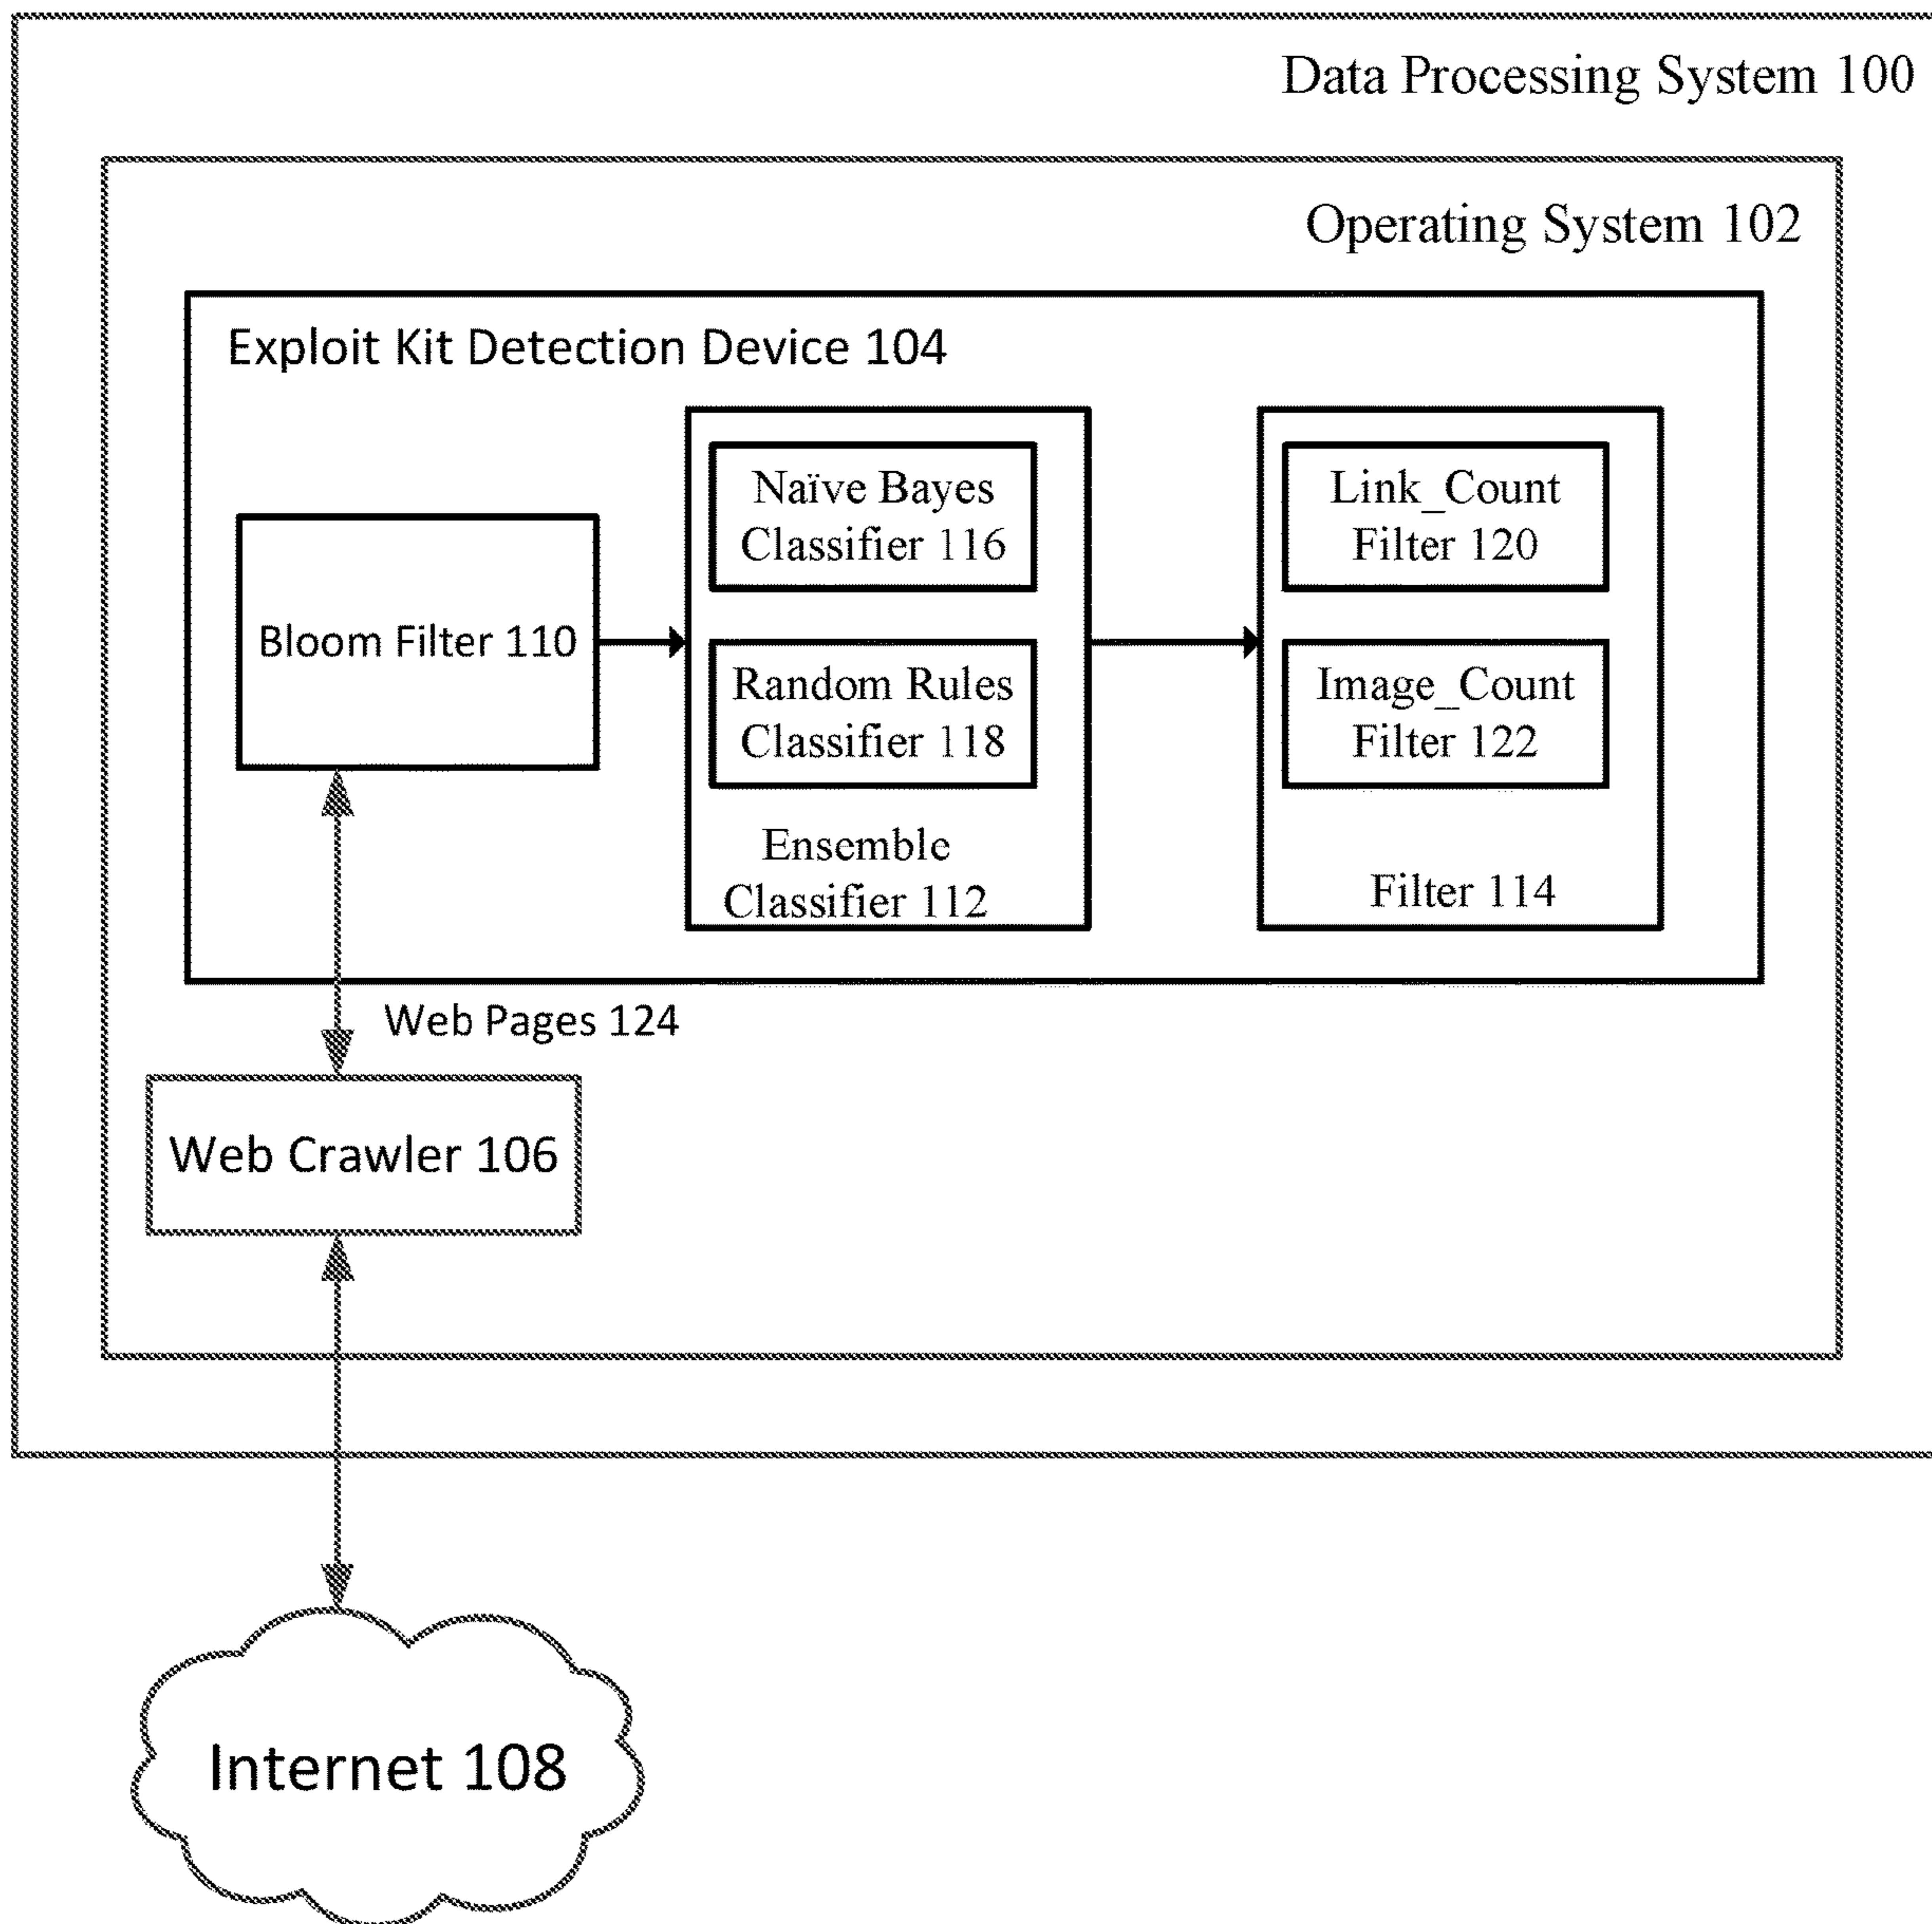 Data Processing System 100
Operating System 102
Exploit Kit Detection Device 104
Bloom Filter 110
Naïve Bayes
Classifier 116
Random Rules
Classifier 118
Ensemble
Classifier 112
Link_Count
Filter 120
Image_Count
Filter 122
Filter 114
Web Pages 124
Web Crawler 106
Internet 108